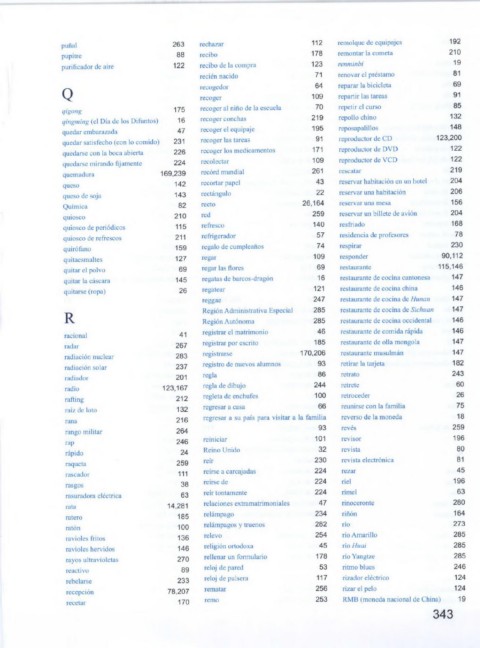 puñal 263
pupitre 88
purificador de aire 122
Q
qigong 175
qingming (el Día de los Difuntos) 16
quedar embarazada 47
quedar satisfecho (con lo comido) 231
quedarse con la boca abierta 226
quedarse mirando fijamente 224
quemadura 169,239
queso 142
queso de soja 143
Química 82
quiosco 210
quiosco de periódicos 115
quiosco de refrescos 211
quirófano 159
quitaesmaltes 127
quitar el polvo 69
quitar la cáscara 145
quitarse (ropa) 26
R
racional 41
radar 267
radiación nuclear 283
radiación solar 237
radiador 201
radio 123,167
rafting 212
raíz de loto 132
rana 216
rango militar 264
rap 246
rápido 24
raqueta 259
rascador 111
rasgos 38
rasuradora eléctrica 63
rata 14,281
ratero 185
ratón 100
ravioles fritos 136
ravioles hervidos 146
rayos ultravioletas 270
reactivo 89
rebelarse 233
recepción 78,207
recetar 170
rechazar 112
recibo 178
recibo de la compra 123
recién nacido 71
recogedor 64
recoger 109
recoger al niño de la escuela 70
recoger conchas 219
recoger el equipaje 195
recoger las tareas 91
recoger los medicamentos 171
recolectar 109
récord mundial 261
recortar papel 43
rectángulo 22
recto 26,164
red 259
refresco 140
refrigerador 57
regalo de cumpleaños 74
regar 109
regar las flores 69
regatas de barcos-dragón 16
regatear 121
reggae 247
Región Administrativa Especial 285
Región Autónoma 285
registrar el matrimonio 46
registrar por escrito 185
registrarse 170,206
registro de nuevos alumnos 93
regla 86
regla de dibujo 244
regleta de enchufes 100
regresar a casa 66
regresar a su país para visitar a la familia
93
reiniciar 101
Reino Unido 32
reír 230
reírse a carcajadas 224
reírse de 224
reír tontamente 224
relaciones extramatrimoniales 47
relámpago 234
relámpagos y truenos 282
relevo 254
religión ortodoxa 45
rellenar un formulario 178
reloj de pared 53
reloj de pulsera 117
rematar 256
remo 253
remolque de equipajes 192
remontar la cometa 210
renminbi 19
renovar el préstamo 81
reparar la bicicleta 69
repartir las tareas 91
repetir el curso 85
repollo chino 132
reposapatillos 148
reproductor de CD 123,200
reproductor de DVD 122
reproductor de VCD 122
rescatar 219
reservar habitación en un hotel 204
reservar una habitación 206
reservar una mesa 156
reservar un billete de avión 204
resfriado 168
residencia de profesores 78
respirar 230
responder 90,112
restaurante 115,146
restaurante de cocina cantonesa 147
restaurante de cocina china 146
restaurante de cocina de Hunan 147
restaurante de cocina de Sichuan 147
restaurante de cocina occidental 146
restaurante de comida rápida 146
restaurante de olla mongola 147
restaurante musulmán 147
retirar la tarjeta 182
retrato 243
retrete 60
retroceder 26
reunirse con la familia 75
reverso de la moneda 18
revés 259
revisor 196
revista 80
revista electrónica 81
rezar 45
riel 196
rímel 63
rinoceronte 280
riñón 164
río 273
río Amarillo 285
río Huai 285
río Yangtze 285
ritmo blues 246
rizador eléctrico 124
rizar el pelo 124
RMB (moneda nacional de China) 19
343